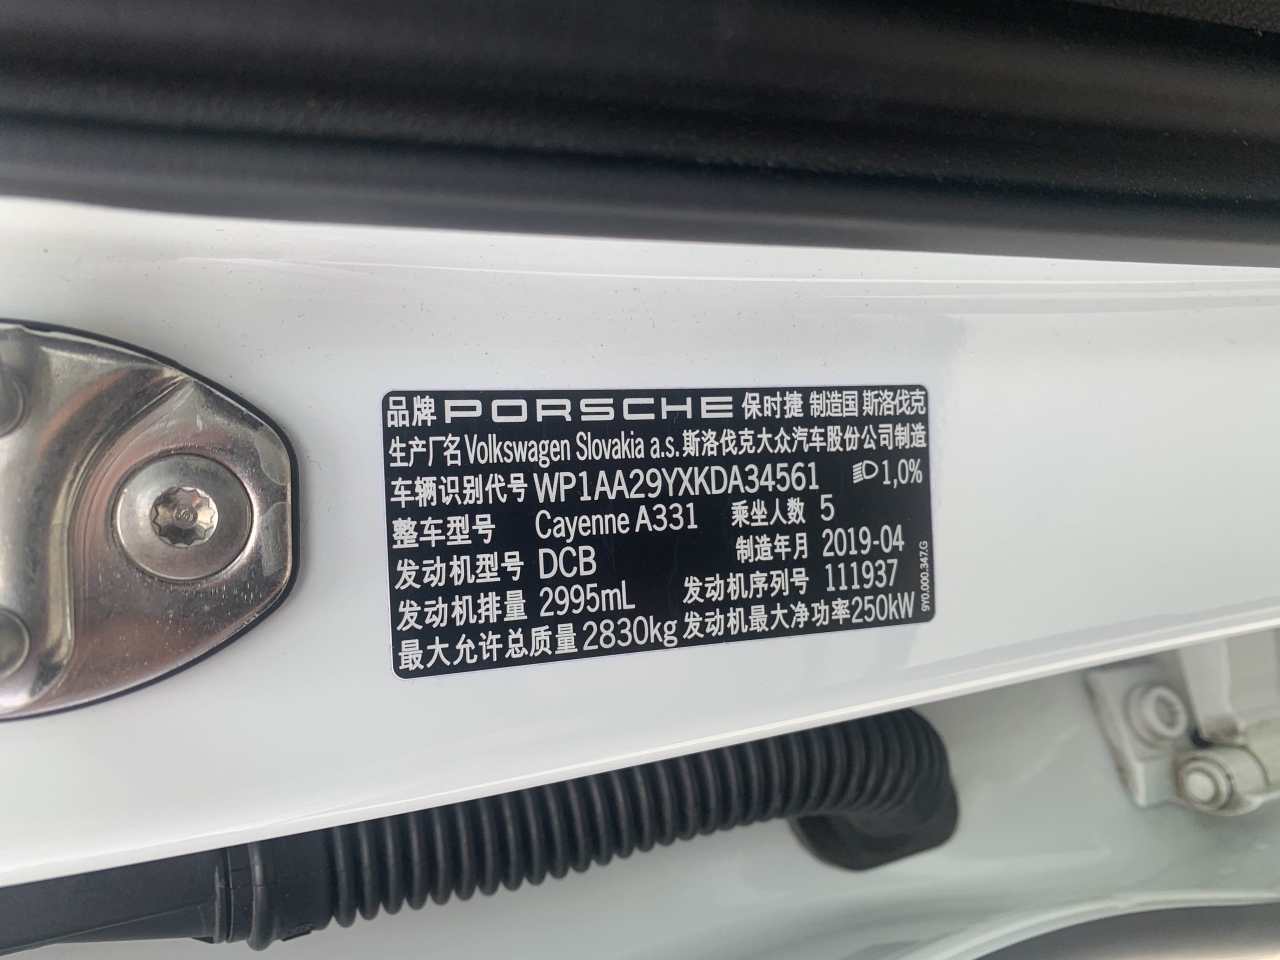 品牌 PORSCHE 保时捷 制造国 斯洛伐克
生产厂名 Volkswagen Slovakia a.s. 斯洛伐克大众汽车股份公司制造
车辆识别代号 WP1AA29YXKDA34561 1,0%
整车型号 Cayenne A331 乘坐人数 5
发动机型号 DCB 制造年月 2019-04
发动机排量 2995mL 发动机序列号 111937
最大允许总质量 2830kg 发动机最大净功率 250kW
9Y0.000.347.G